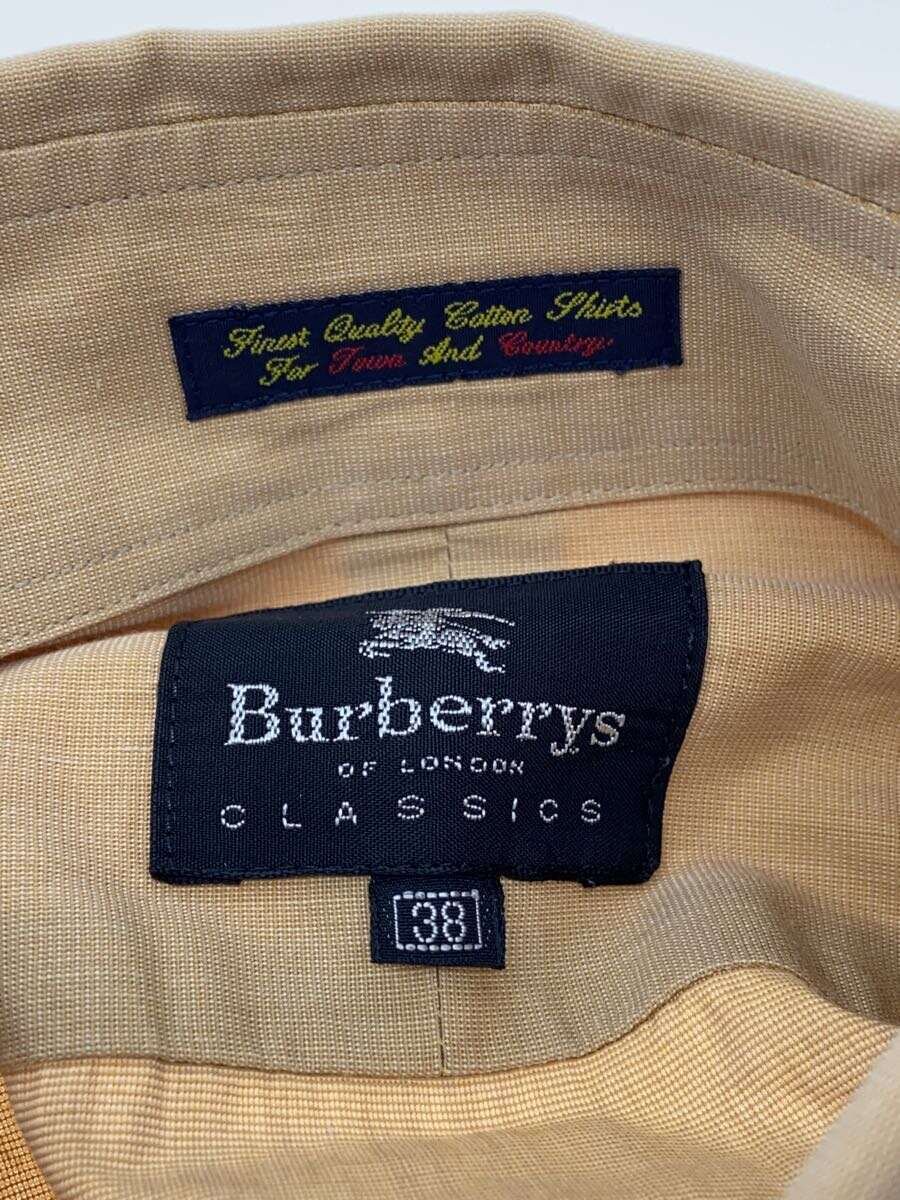 Finest Quality Cotton Shirts
For Town And Country.
Burberrys
OF LONDON
CLASSICS
38